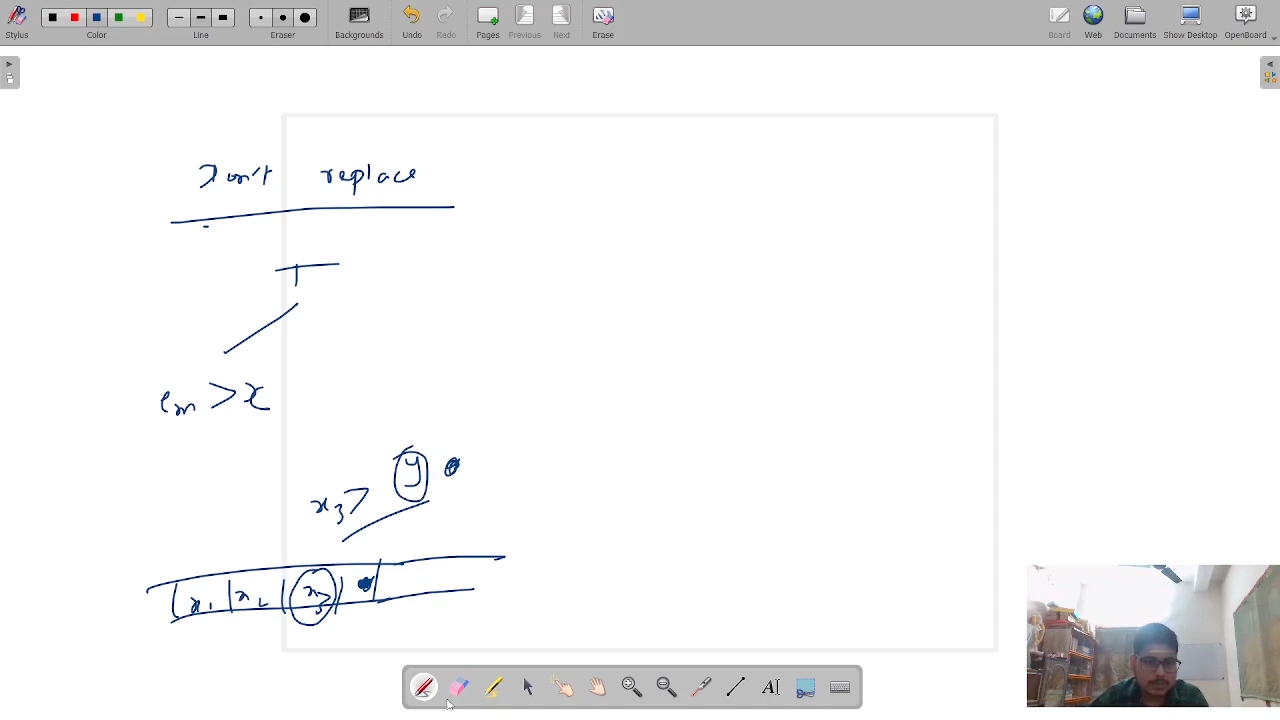 Stylus Color Line Eraser Backgrounds Undo Redo Pages Previous Next Erase Board Web Documents Show Desktop OpenBoard
Don't replace
T
em > x
x3 > y
x1 | x2 | x3 |